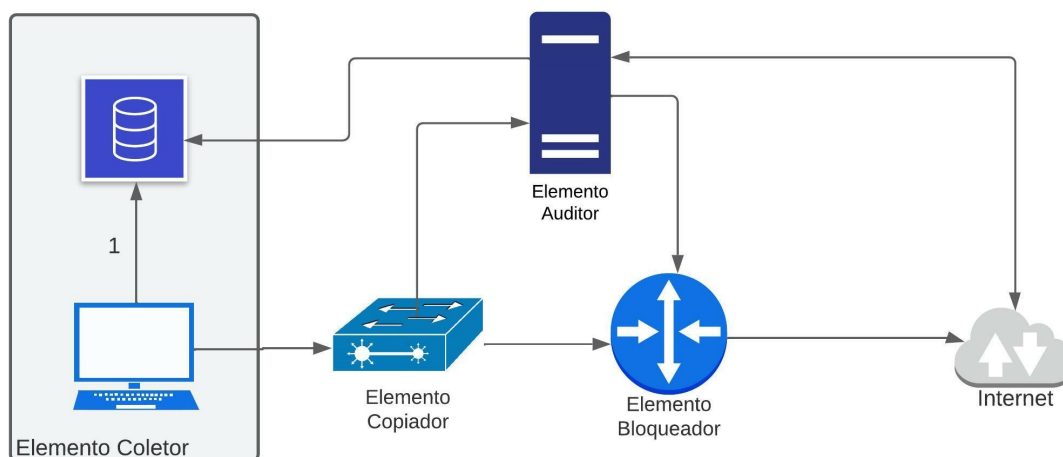 Elemento
Auditor
1
Elemento
Copiador
Elemento
Bloqueador
Internet
Elemento Coletor